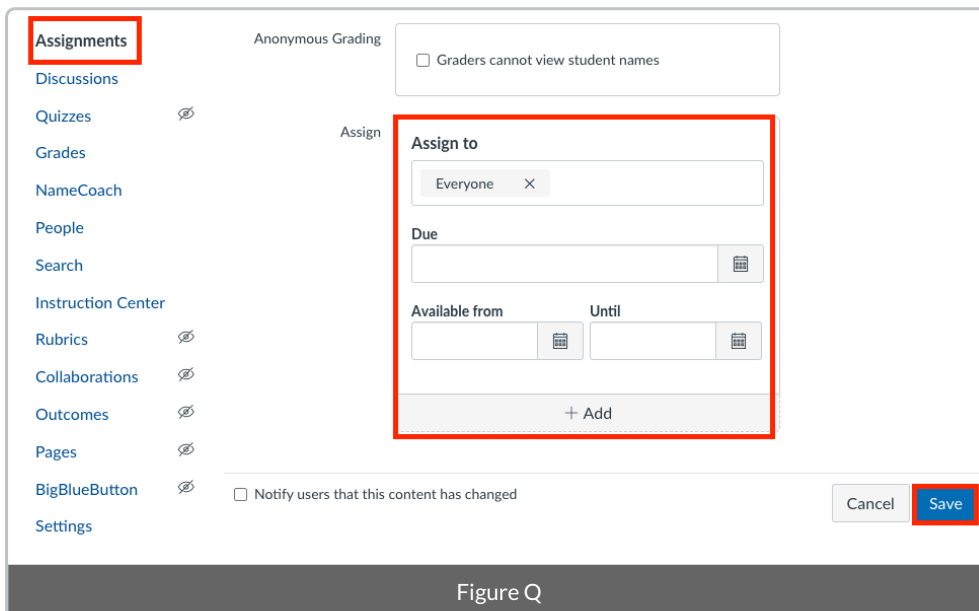 Assignments
Discussions
Quizzes
Grades
NameCoach
People
Search
Instruction Center
Rubrics
Collaborations
Outcomes
Pages
BigBlueButton
Settings
Anonymous Grading
Graders cannot view student names
Assign
Assign to
Everyone
Due
Available from Until
+ Add
Notify users that this content has changed
Cancel Save
Figure Q